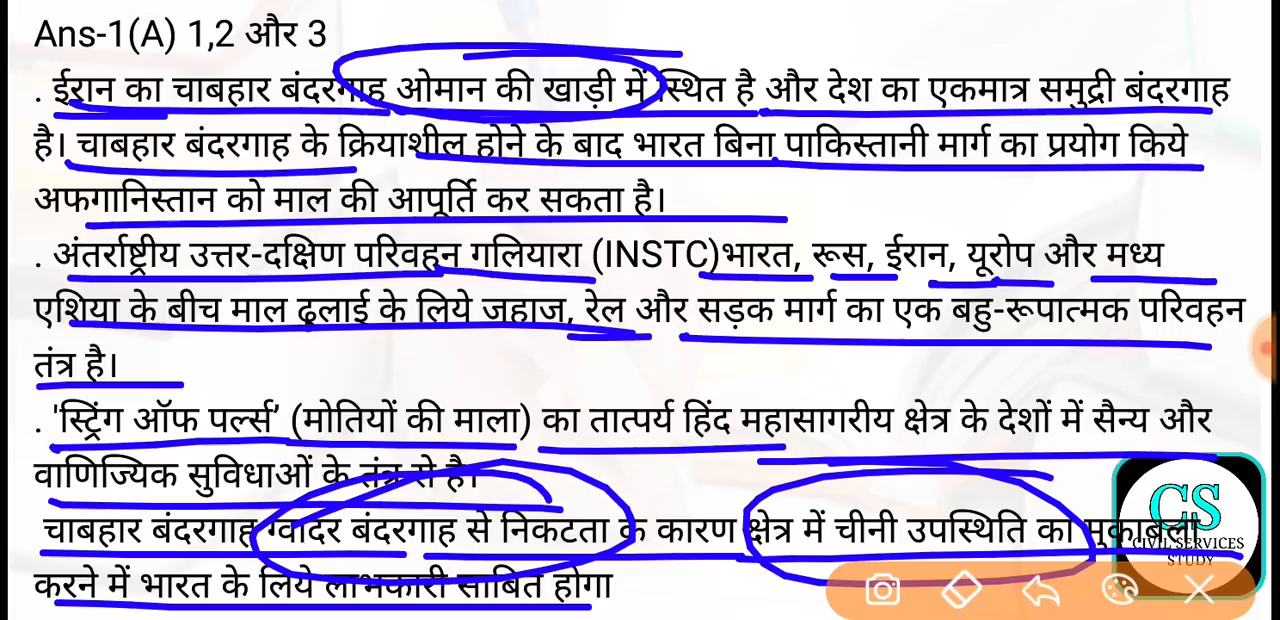 Ans-1(A) 1,2 और 3
. ईरान का चाबहार बंदरगाह ओमान की खाड़ी में स्थित है और देश का एकमात्र समुद्री बंदरगाह
है। चाबहार बंदरगाह के क्रियाशील होने के बाद भारत बिना पाकिस्तानी मार्ग का प्रयोग किये
अफगानिस्तान को माल की आपूर्ति कर सकता है।
. अंतर्राष्ट्रीय उत्तर-दक्षिण परिवहन गलियारा (INSTC)भारत, रूस, ईरान, यूरोप और मध्य
एशिया के बीच माल ढुलाई के लिये जहाज, रेल और सड़क मार्ग का एक बहु-रूपात्मक परिवहन
तंत्र है।
. 'स्ट्रिंग ऑफ पर्ल्स’ (मोतियों की माला) का तात्पर्य हिंद महासागरीय क्षेत्र के देशों में सैन्य और
वाणिज्यिक सुविधाओं के तंत्र से है।
चाबहार बंदरगाह ग्वादर बंदरगाह से निकटता के कारण क्षेत्र में चीनी उपस्थिति का मुकाबला
करने में भारत के लिये लाभकारी साबित होगा
CS
CIVIL SERVICES
STUDY